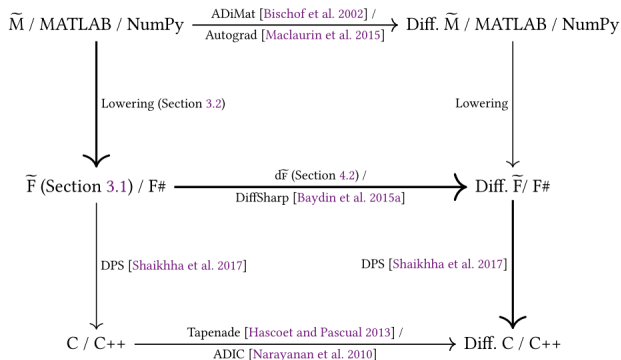 M̃ / MATLAB / NumPy
ADiMat [Bischof et al. 2002] /
Autograd [Maclaurin et al. 2015]
Diff. M̃ / MATLAB / NumPy
Lowering (Section 3.2)
Lowering
F̃ (Section 3.1) / F#
dF̃ (Section 4.2) /
DiffSharp [Baydin et al. 2015a]
Diff. F̃/ F#
DPS [Shaikhha et al. 2017]
DPS [Shaikhha et al. 2017]
C / C++
Tapenade [Hascoet and Pascual 2013] /
ADIC [Narayanan et al. 2010]
Diff. C / C++